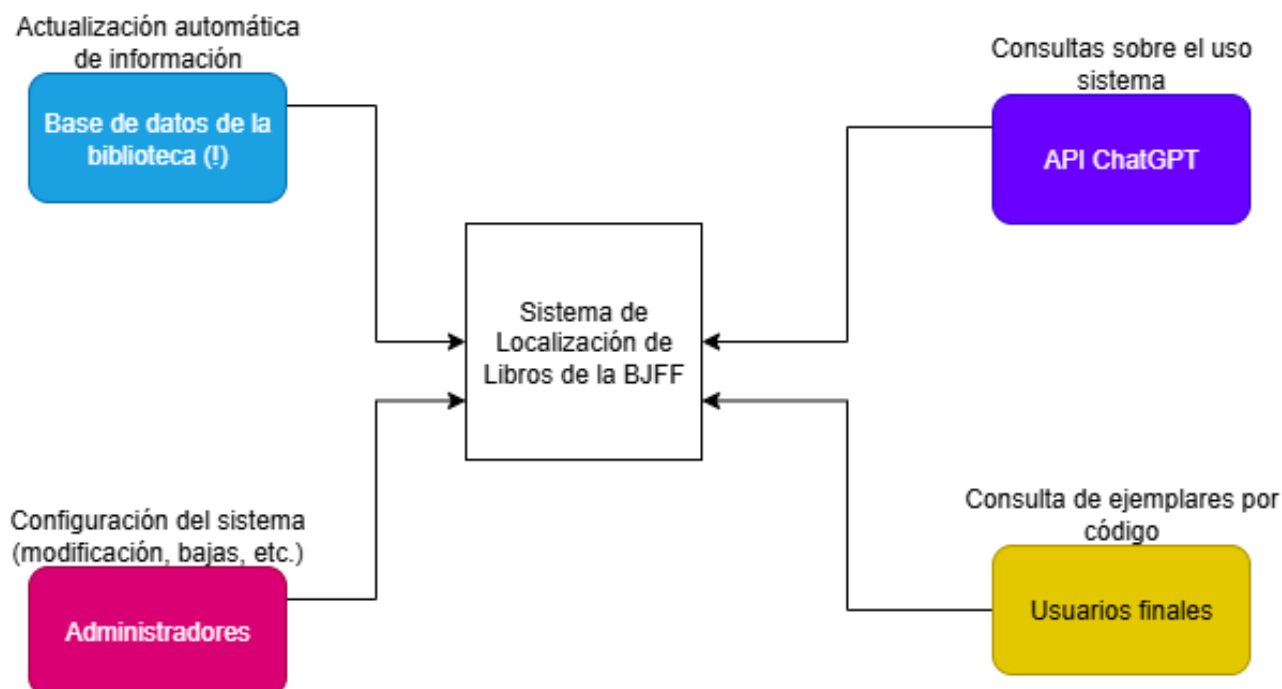 Actualización automática
de información
Base de datos de la
biblioteca (!)
Consultas sobre el uso
sistema
API ChatGPT
Sistema de
Localización de
Libros de la BJFF
Configuración del sistema
(modificación, bajas, etc.)
Administradores
Consulta de ejemplares por
código
Usuarios finales